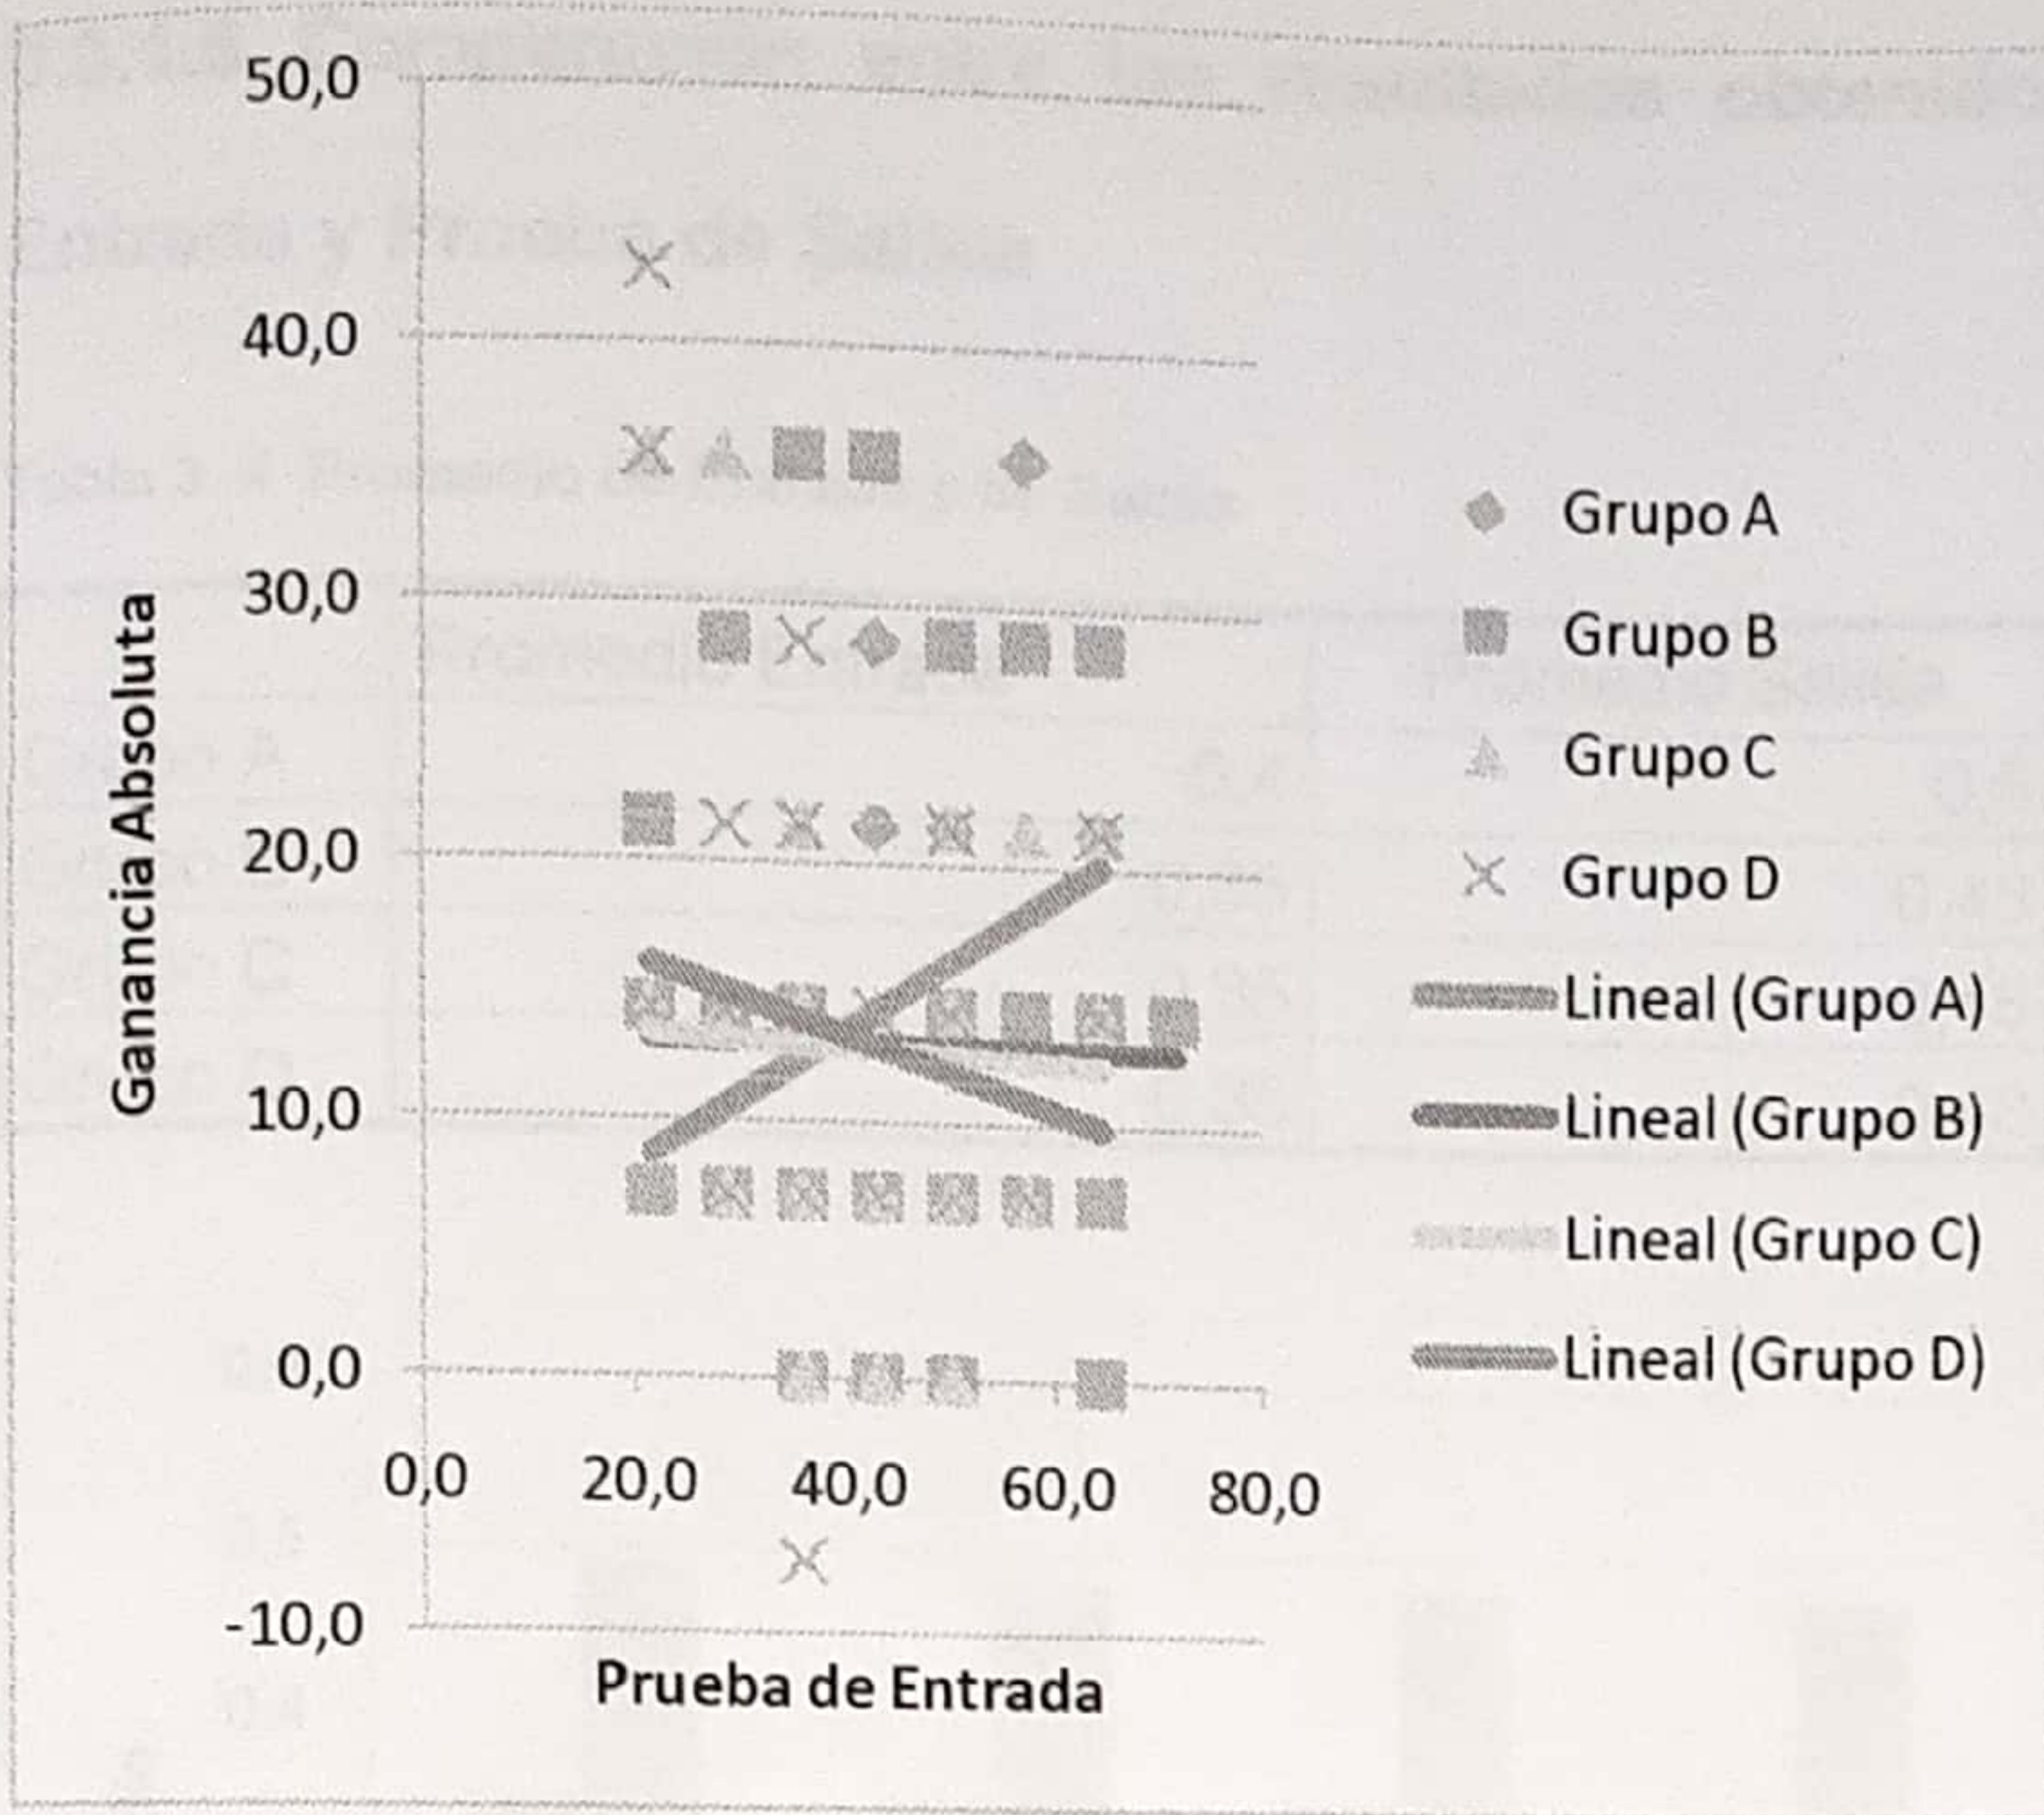 50,0
40,0
30,0
20,0
10,0
0,0
-10,0
Ganancia Absoluta
0,0 20,0 40,0 60,0 80,0
Prueba de Entrada
Grupo A
Grupo B
Grupo C
Grupo D
Lineal (Grupo A)
Lineal (Grupo B)
Lineal (Grupo C)
Lineal (Grupo D)